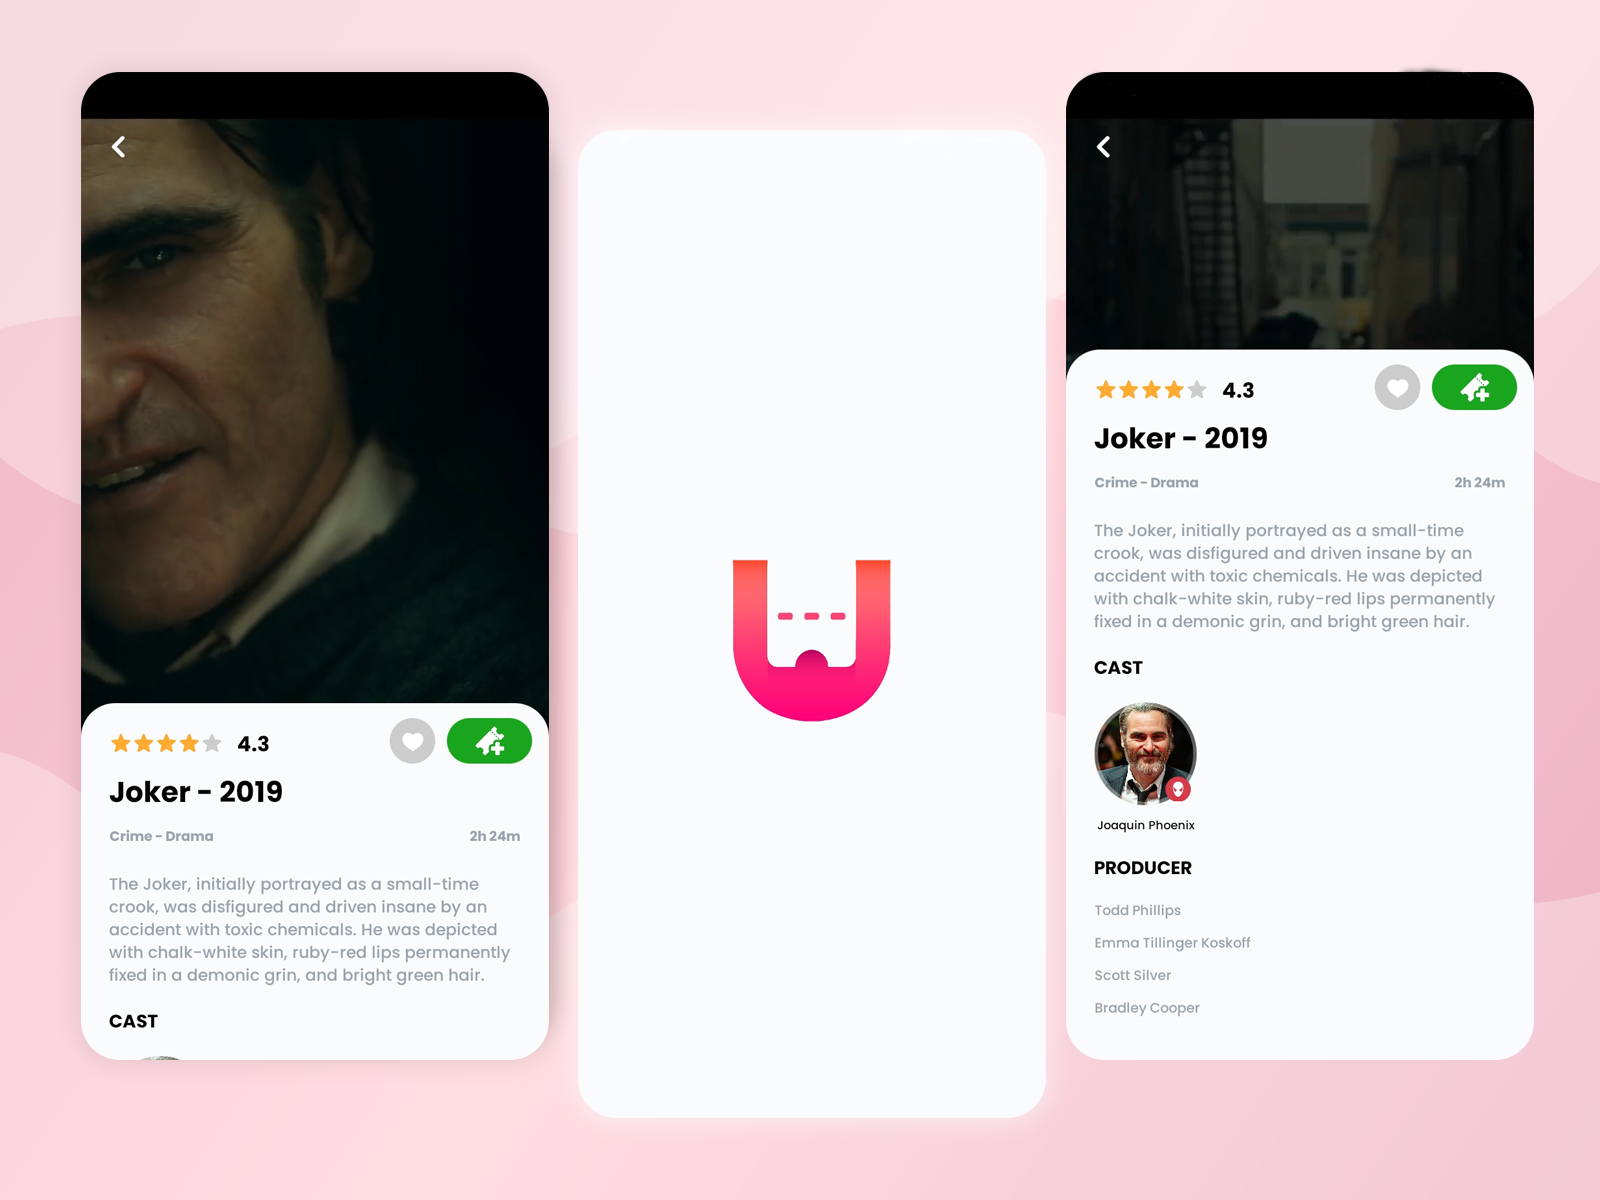 4.3
Joker - 2019
Crime - Drama
2h 24m
The Joker, initially portrayed as a small-time
crook, was disfigured and driven insane by an
accident with toxic chemicals. He was depicted
with chalk-white skin, ruby-red lips permanently
fixed in a demonic grin, and bright green hair.
CAST
4.3
Joker - 2019
Crime - Drama
2h 24m
The Joker, initially portrayed as a small-time
crook, was disfigured and driven insane by an
accident with toxic chemicals. He was depicted
with chalk-white skin, ruby-red lips permanently
fixed in a demonic grin, and bright green hair.
CAST
Joaquin Phoenix
PRODUCER
Todd Phillips
Emma Tillinger Koskoff
Scott Silver
Bradley Cooper